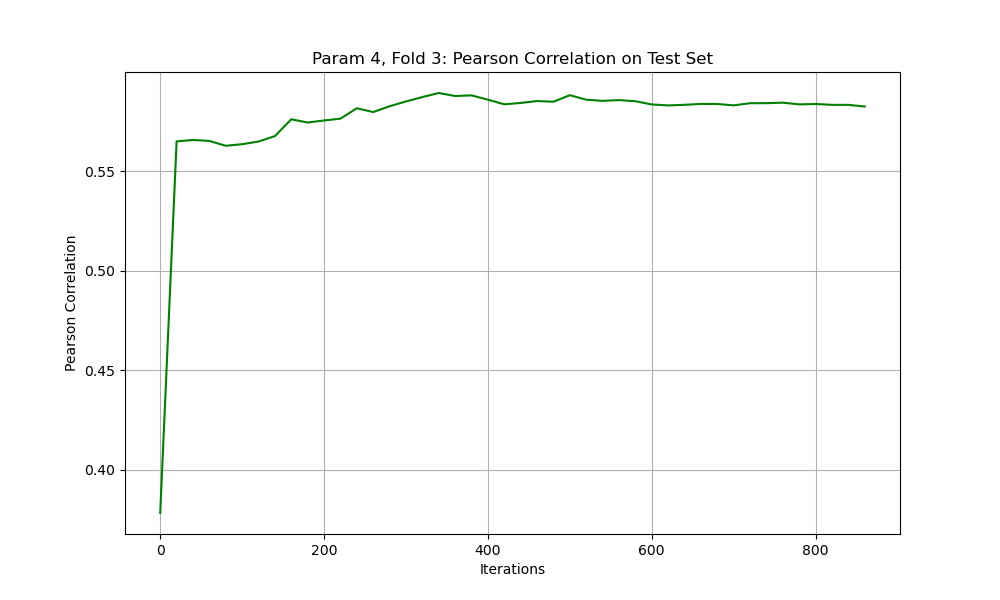 Param 4, Fold 3: Pearson Correlation on Test Set
Pearson Correlation
0.55
0.50
0.45
0.40
0 200 400 600 800
Iterations